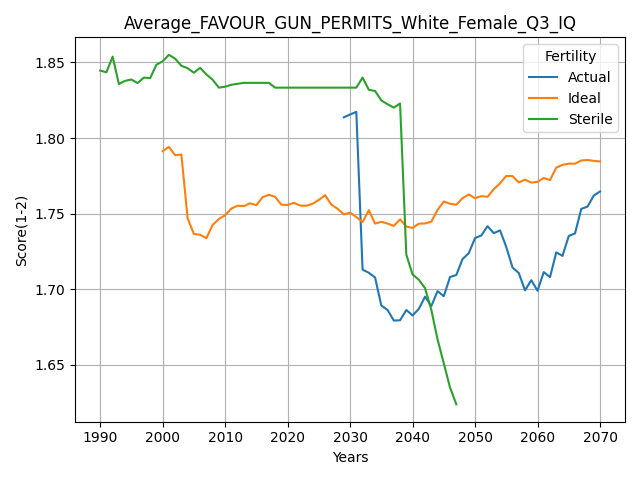 Average_FAVOUR_GUN_PERMITS_White_Female_Q3_IQ
Fertility
Actual
Ideal
Sterile
Score(1-2)
1.85
1.80
1.75
1.70
1.65
1990 2000 2010 2020 2030 2040 2050 2060 2070
Years